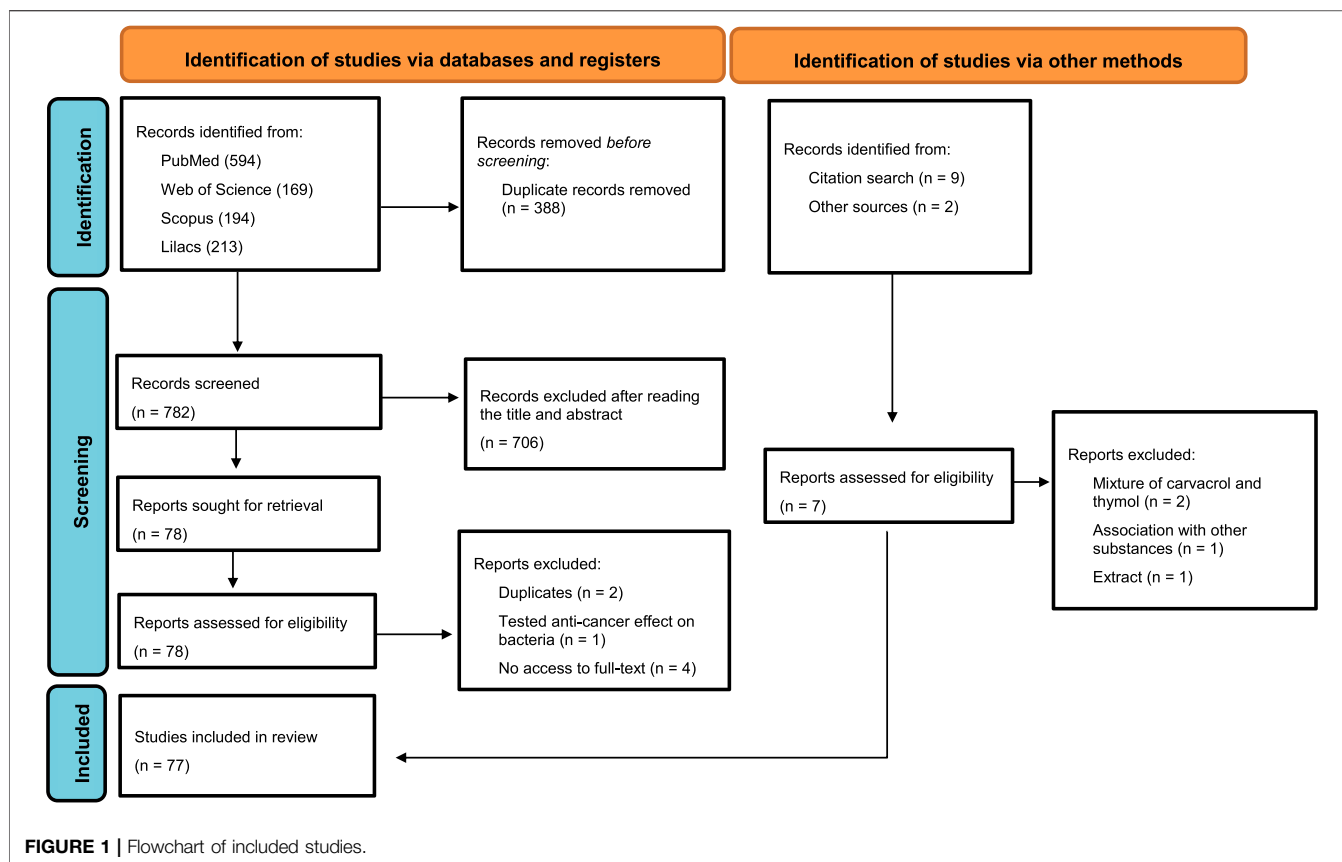 Identification of studies via databases and registers
Identification of studies via other methods
Identification
Records identified from:
PubMed (594)
Web of Science (169)
Scopus (194)
Lilacs (213)
Records removed before
screening:
Duplicate records removed
(n = 388)
Records identified from:
Citation search (n = 9)
Other sources (n = 2)
Screening
Records screened
(n = 782)
Records excluded after reading
the title and abstract
(n = 706)
Reports sought for retrieval
(n = 78)
Reports assessed for eligibility
(n = 78)
Reports excluded:
Duplicates (n = 2)
Tested anti-cancer effect on
bacteria (n = 1)
No access to full-text (n = 4)
Reports assessed for eligibility
(n = 7)
Reports excluded:
Mixture of carvacrol and
thymol (n = 2)
Association with other
substances (n = 1)
Extract (n = 1)
Included
Studies included in review
(n = 77)
FIGURE 1 | Flowchart of included studies.